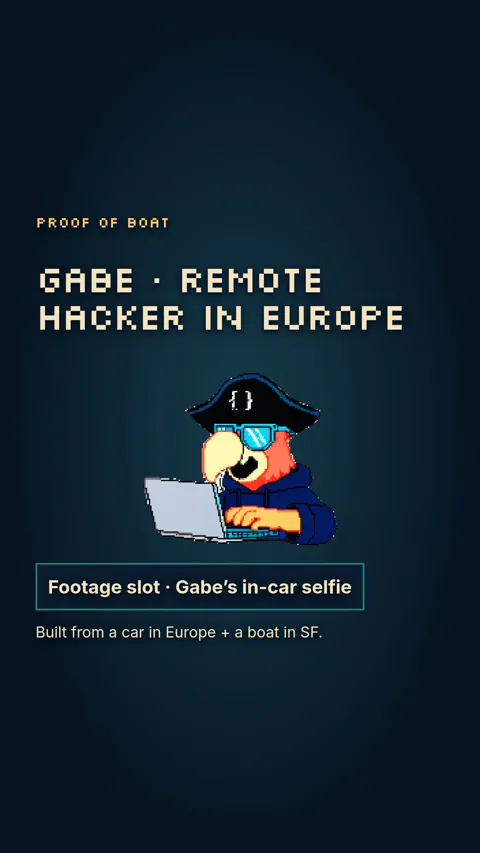 PROOF OF BOAT
GABE · REMOTE
HACKER IN EUROPE
{ }
Footage slot · Gabe’s in-car selfie
Built from a car in Europe + a boat in SF.